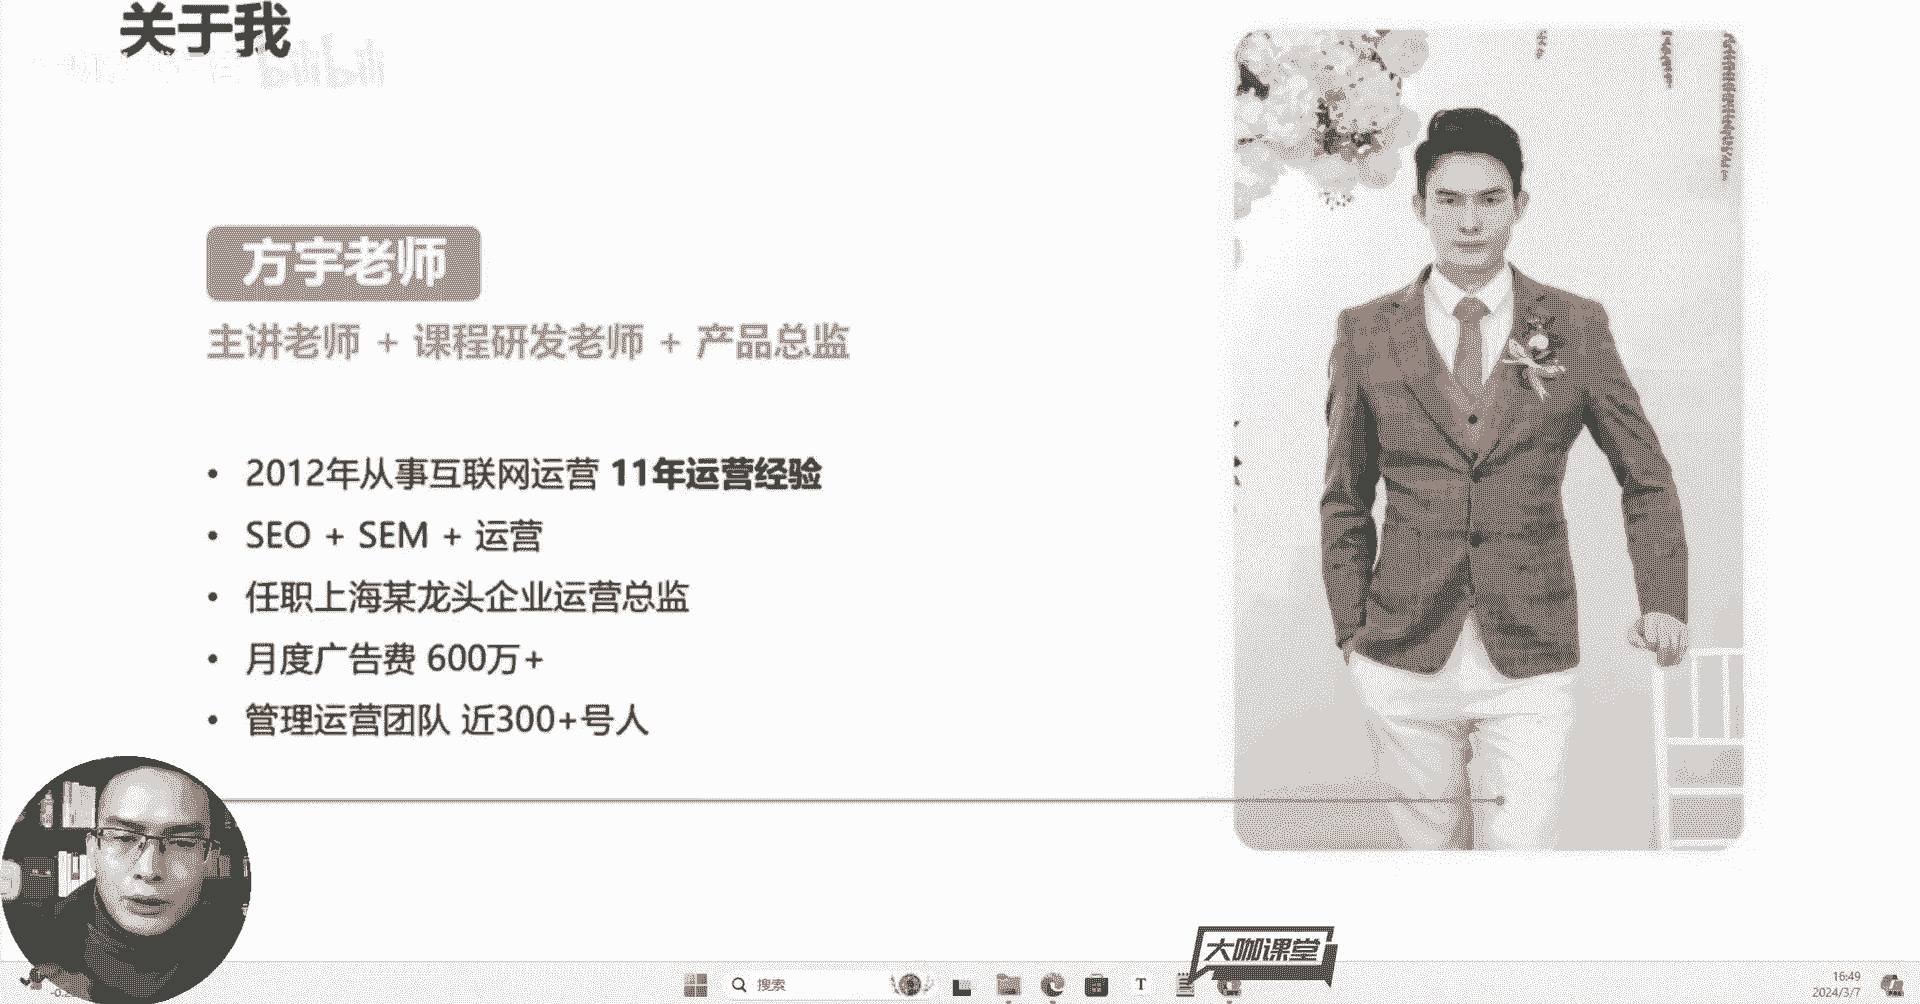 关于我
bilibili
方宇老师
主讲老师 + 课程研发老师 + 产品总监
• 2012年从事互联网运营 11年运营经验
• SEO + SEM + 运营
• 任职上海某龙头企业运营总监
• 月度广告费 600万+
• 管理运营团队 近300+号人
大咖课堂
搜索
T
16:49
2024/3/7